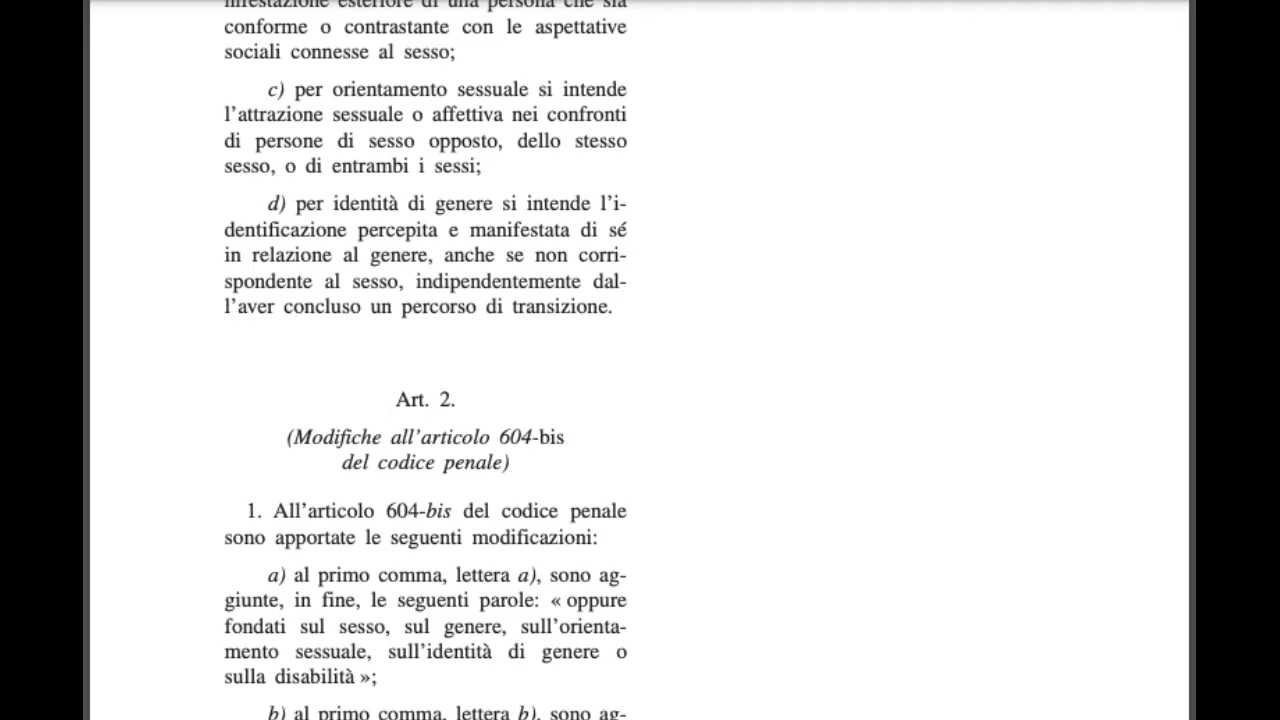 nifestazione esteriore di una persona che sia
conforme o contrastante con le aspettative
sociali connesse al sesso;
c) per orientamento sessuale si intende
l’attrazione sessuale o affettiva nei confronti
di persone di sesso opposto, dello stesso
sesso, o di entrambi i sessi;
d) per identità di genere si intende l’i-
dentificazione percepita e manifestata di sé
in relazione al genere, anche se non corri-
spondente al sesso, indipendentemente dal-
l’aver concluso un percorso di transizione.
Art. 2.
(Modifiche all’articolo 604-bis
del codice penale)
1. All’articolo 604-bis del codice penale
sono apportate le seguenti modificazioni:
a) al primo comma, lettera a), sono ag-
giunte, in fine, le seguenti parole: « oppure
fondati sul sesso, sul genere, sull’orienta-
mento sessuale, sull’identità di genere o
sulla disabilità »;
b) al primo comma, lettera b), sono ag-